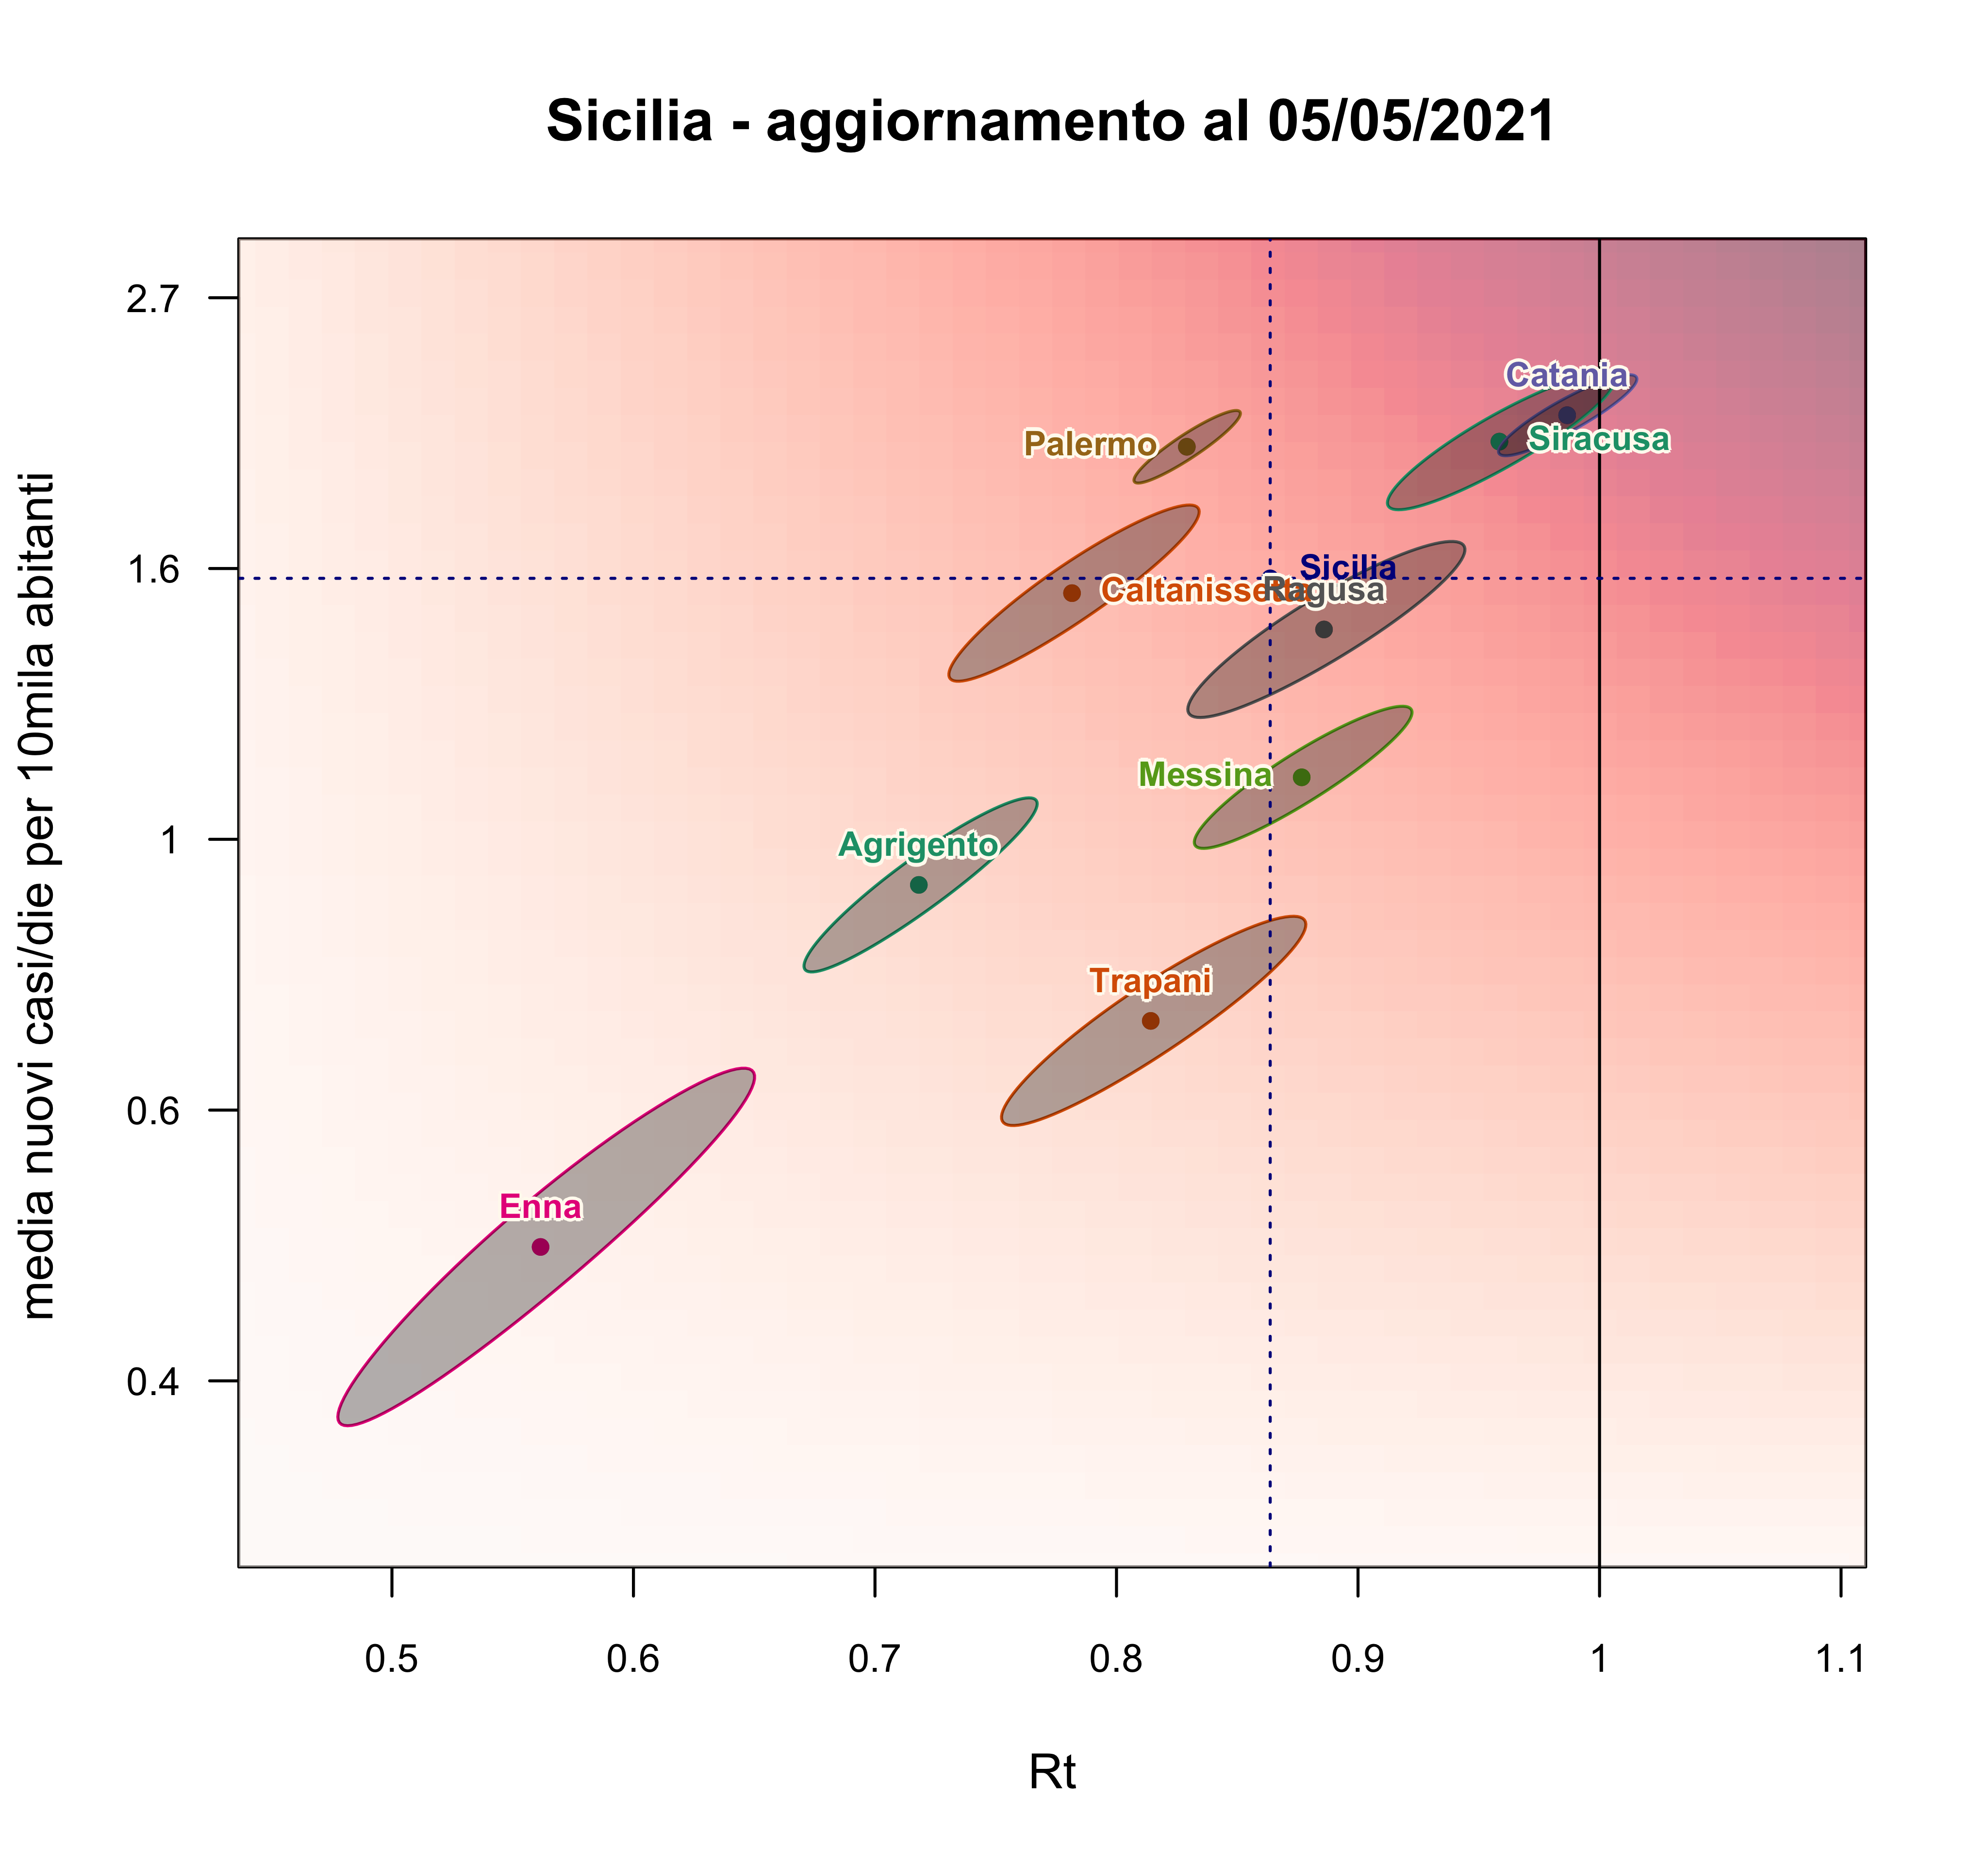 Sicilia - aggiornamento al 05/05/2021
media nuovi casi/die per 10mila abitanti
2.7
1.6
1
0.6
0.4
Catania
Siracusa
Palermo
Sicilia
Caltanissetta
Ragusa
Messina
Agrigento
Trapani
Enna
0.5 0.6 0.7 0.8 0.9 1 1.1
Rt